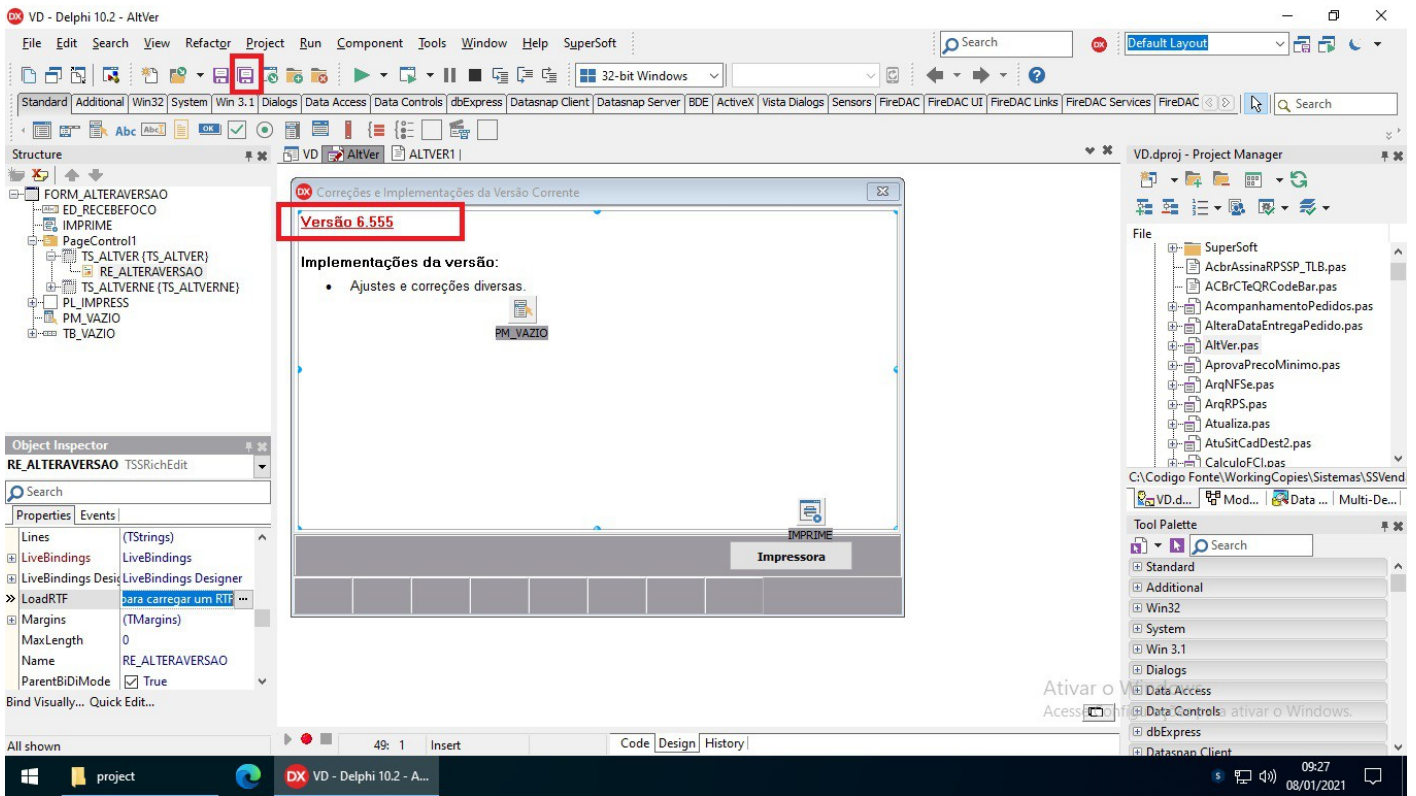 VD - Delphi 10.2 - AltVer
File Edit Search View Refactor Project Run Component Tools Window Help SuperSoft
Search
Default Layout
32-bit Windows
Standard Additional Win32 System Win 3.1 Dialogs Data Access Data Controls dbExpress Datasnap Client Datasnap Server BDE ActiveX Vista Dialogs Sensors FireDAC FireDAC UI FireDAC Links FireDAC Services FireDAC
Search
Abc OK
Structure
VD AltVer ALTVER1
FORM_ALTERAVERSAO
ED_RECEBEFOCO
IMPRIME
PageControl1
TS_ALTVER {TS_ALTVER}
RE_ALTERAVERSAO
TS_ALTVERNE {TS_ALTVERNE}
PL_IMPRESS
PM_VAZIO
TB_VAZIO
Correções e Implementações da Versão Corrente
Versão 6.555
Implementações da versão:
• Ajustes e correções diversas.
PM_VAZIO
IMPRIME
Impressora
Object Inspector
RE_ALTERAVERSAO TSSRichEdit
Search
Properties Events
Lines (TStrings)
LiveBindings LiveBindings
LiveBindings Desig LiveBindings Designer
LoadRTF para carregar um RTF ...
Margins (TMargins)
MaxLength 0
Name RE_ALTERAVERSAO
ParentBiDiMode True
Bind Visually... Quick Edit...
All shown
49: 1 Insert
Code Design History
VD.dproj - Project Manager
File
SuperSoft
AcbrAssinaRPSSP_TLB.pas
ACBrCTeQRCodeBar.pas
AcompanhamentoPedidos.pas
AlteraDataEntregaPedido.pas
AltVer.pas
AprovaPrecoMinimo.pas
ArqNFSe.pas
ArqRPS.pas
Atualiza.pas
AtuSitCadDest2.pas
CalculoFCI.pas
C:\Codigo Fonte\WorkingCopies\Sistemas\SSVend
VD.d... Mod... Data ... Multi-De...
Tool Palette
Search
Standard
Additional
Win32
System
Win 3.1
Dialogs
Data Access
Data Controls
dbExpress
Datasnap Client
Ativar o Windows
a ativar o Windows.
project
VD - Delphi 10.2 - A...
09:27
08/01/2021